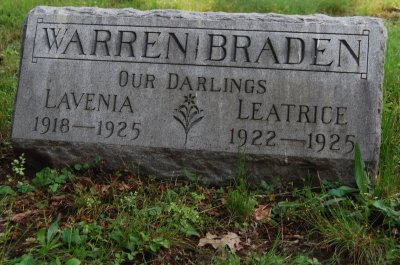 WARREN | BRADEN
OUR DARLINGS
LAVENIA LEATRICE
1918—1925 1922—1925